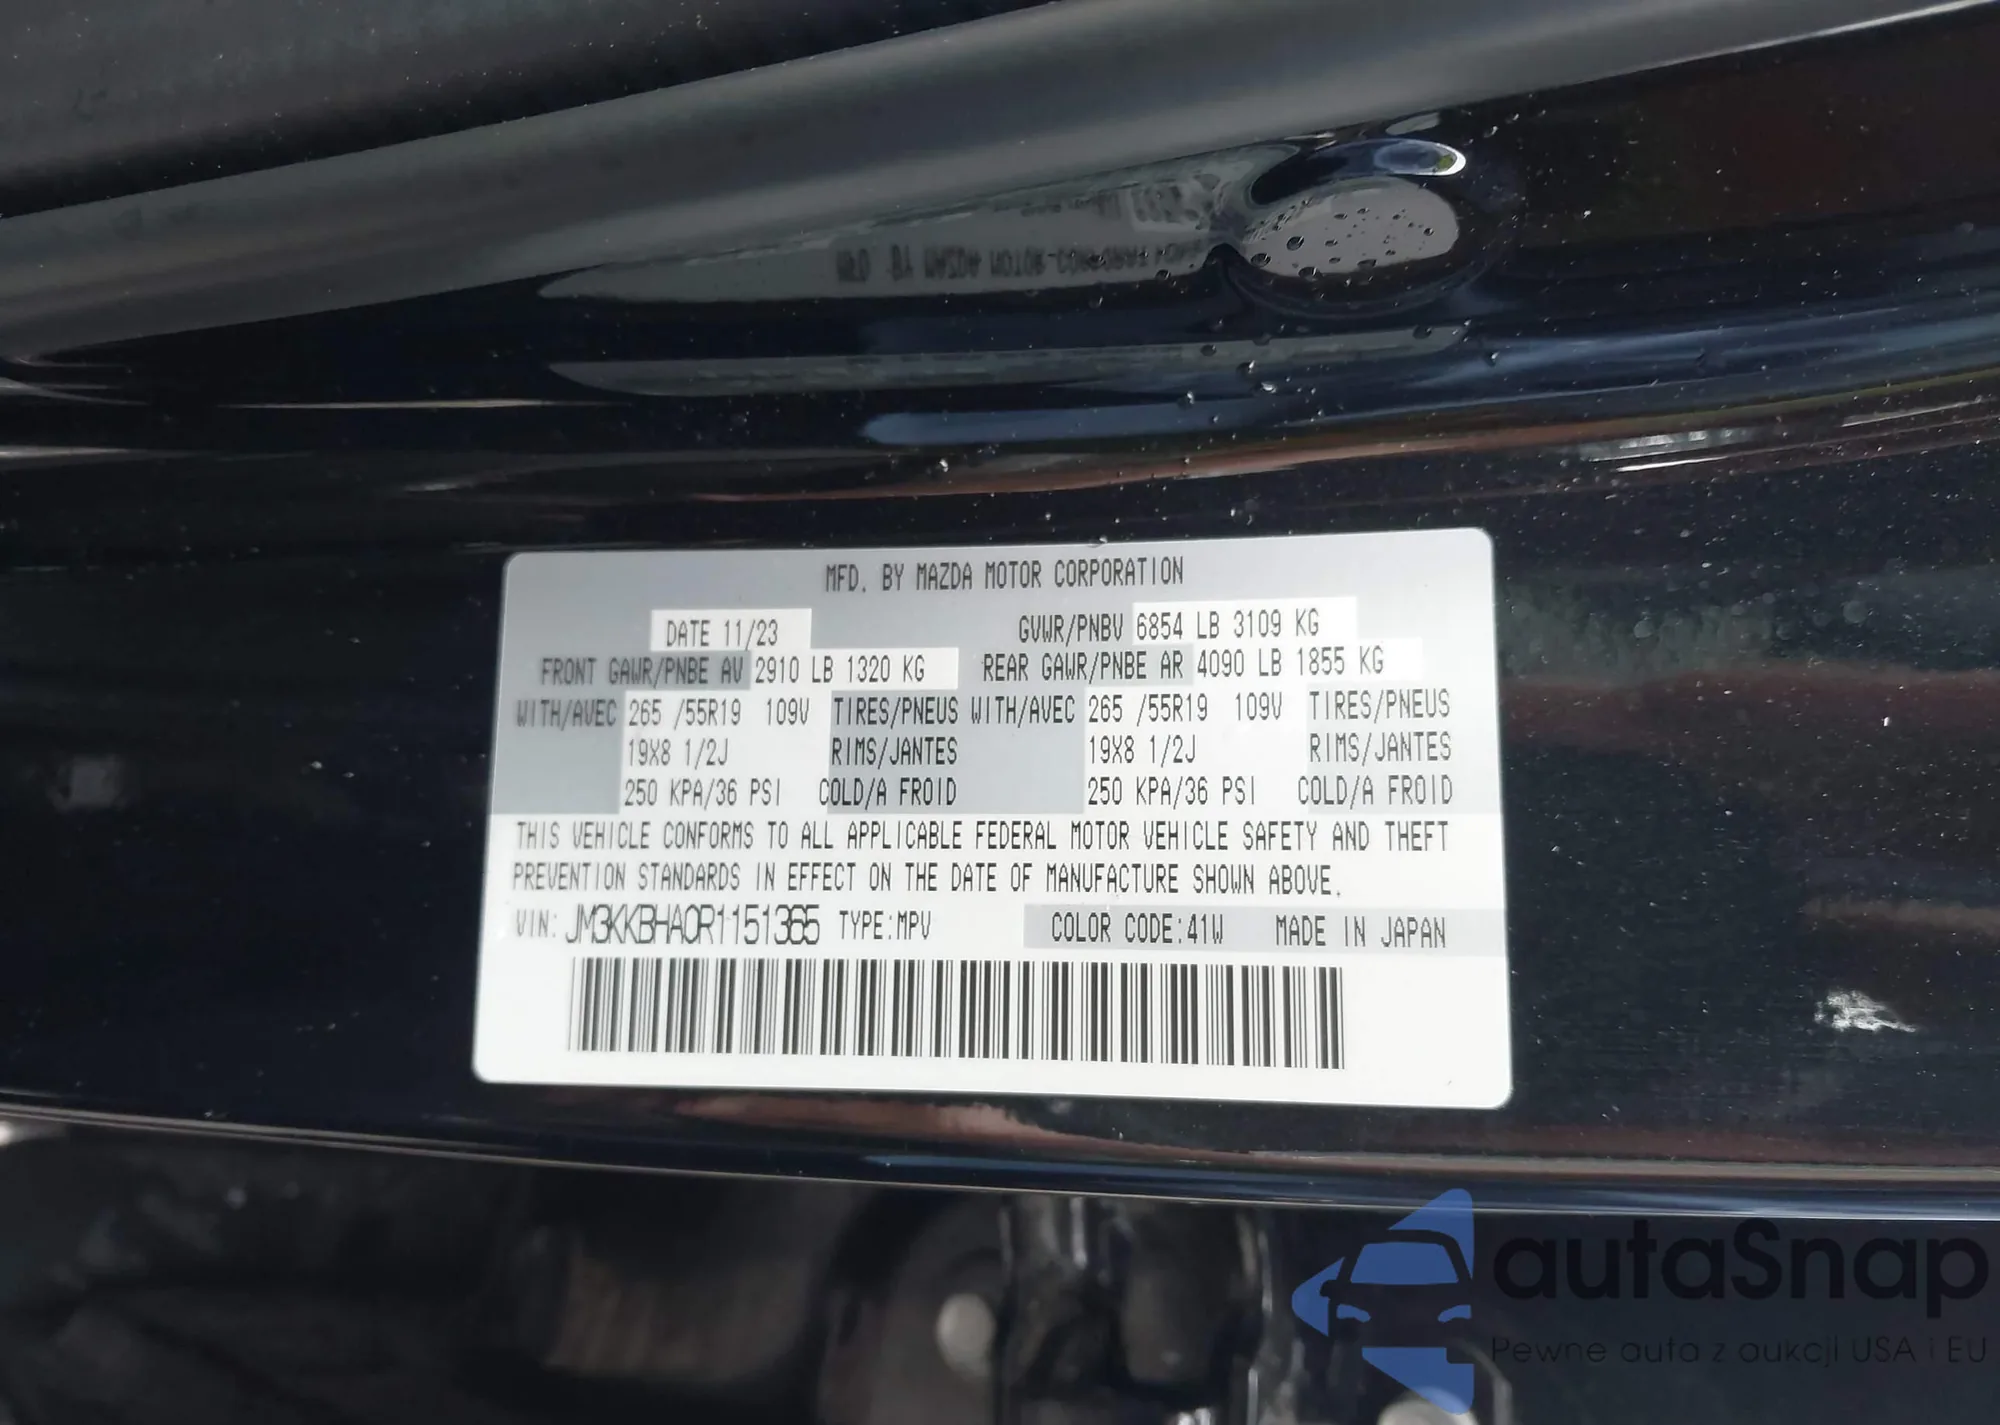 MFD. BY MAZDA MOTOR CORPORATION
DATE 11/23 GVWR/PNBV 6854 LB 3109 KG
FRONT GAWR/PNBE AV 2910 LB 1320 KG REAR GAWR/PNBE AR 4090 LB 1855 KG
WITH/AVEC 265 /55R19 109V TIRES/PNEUS WITH/AVEC 265 /55R19 109V TIRES/PNEUS
19X8 1/2J RIMS/JANTES 19X8 1/2J RIMS/JANTES
250 KPA/36 PSI COLD/A FROID 250 KPA/36 PSI COLD/A FROID
THIS VEHICLE CONFORMS TO ALL APPLICABLE FEDERAL MOTOR VEHICLE SAFETY AND THEFT
PREVENTION STANDARDS IN EFFECT ON THE DATE OF MANUFACTURE SHOWN ABOVE.
VIN: JM3KKBHA0R1151365 TYPE:MPV COLOR CODE:41W MADE IN JAPAN
autaSnap
Pewne auta z aukcji USA i EU